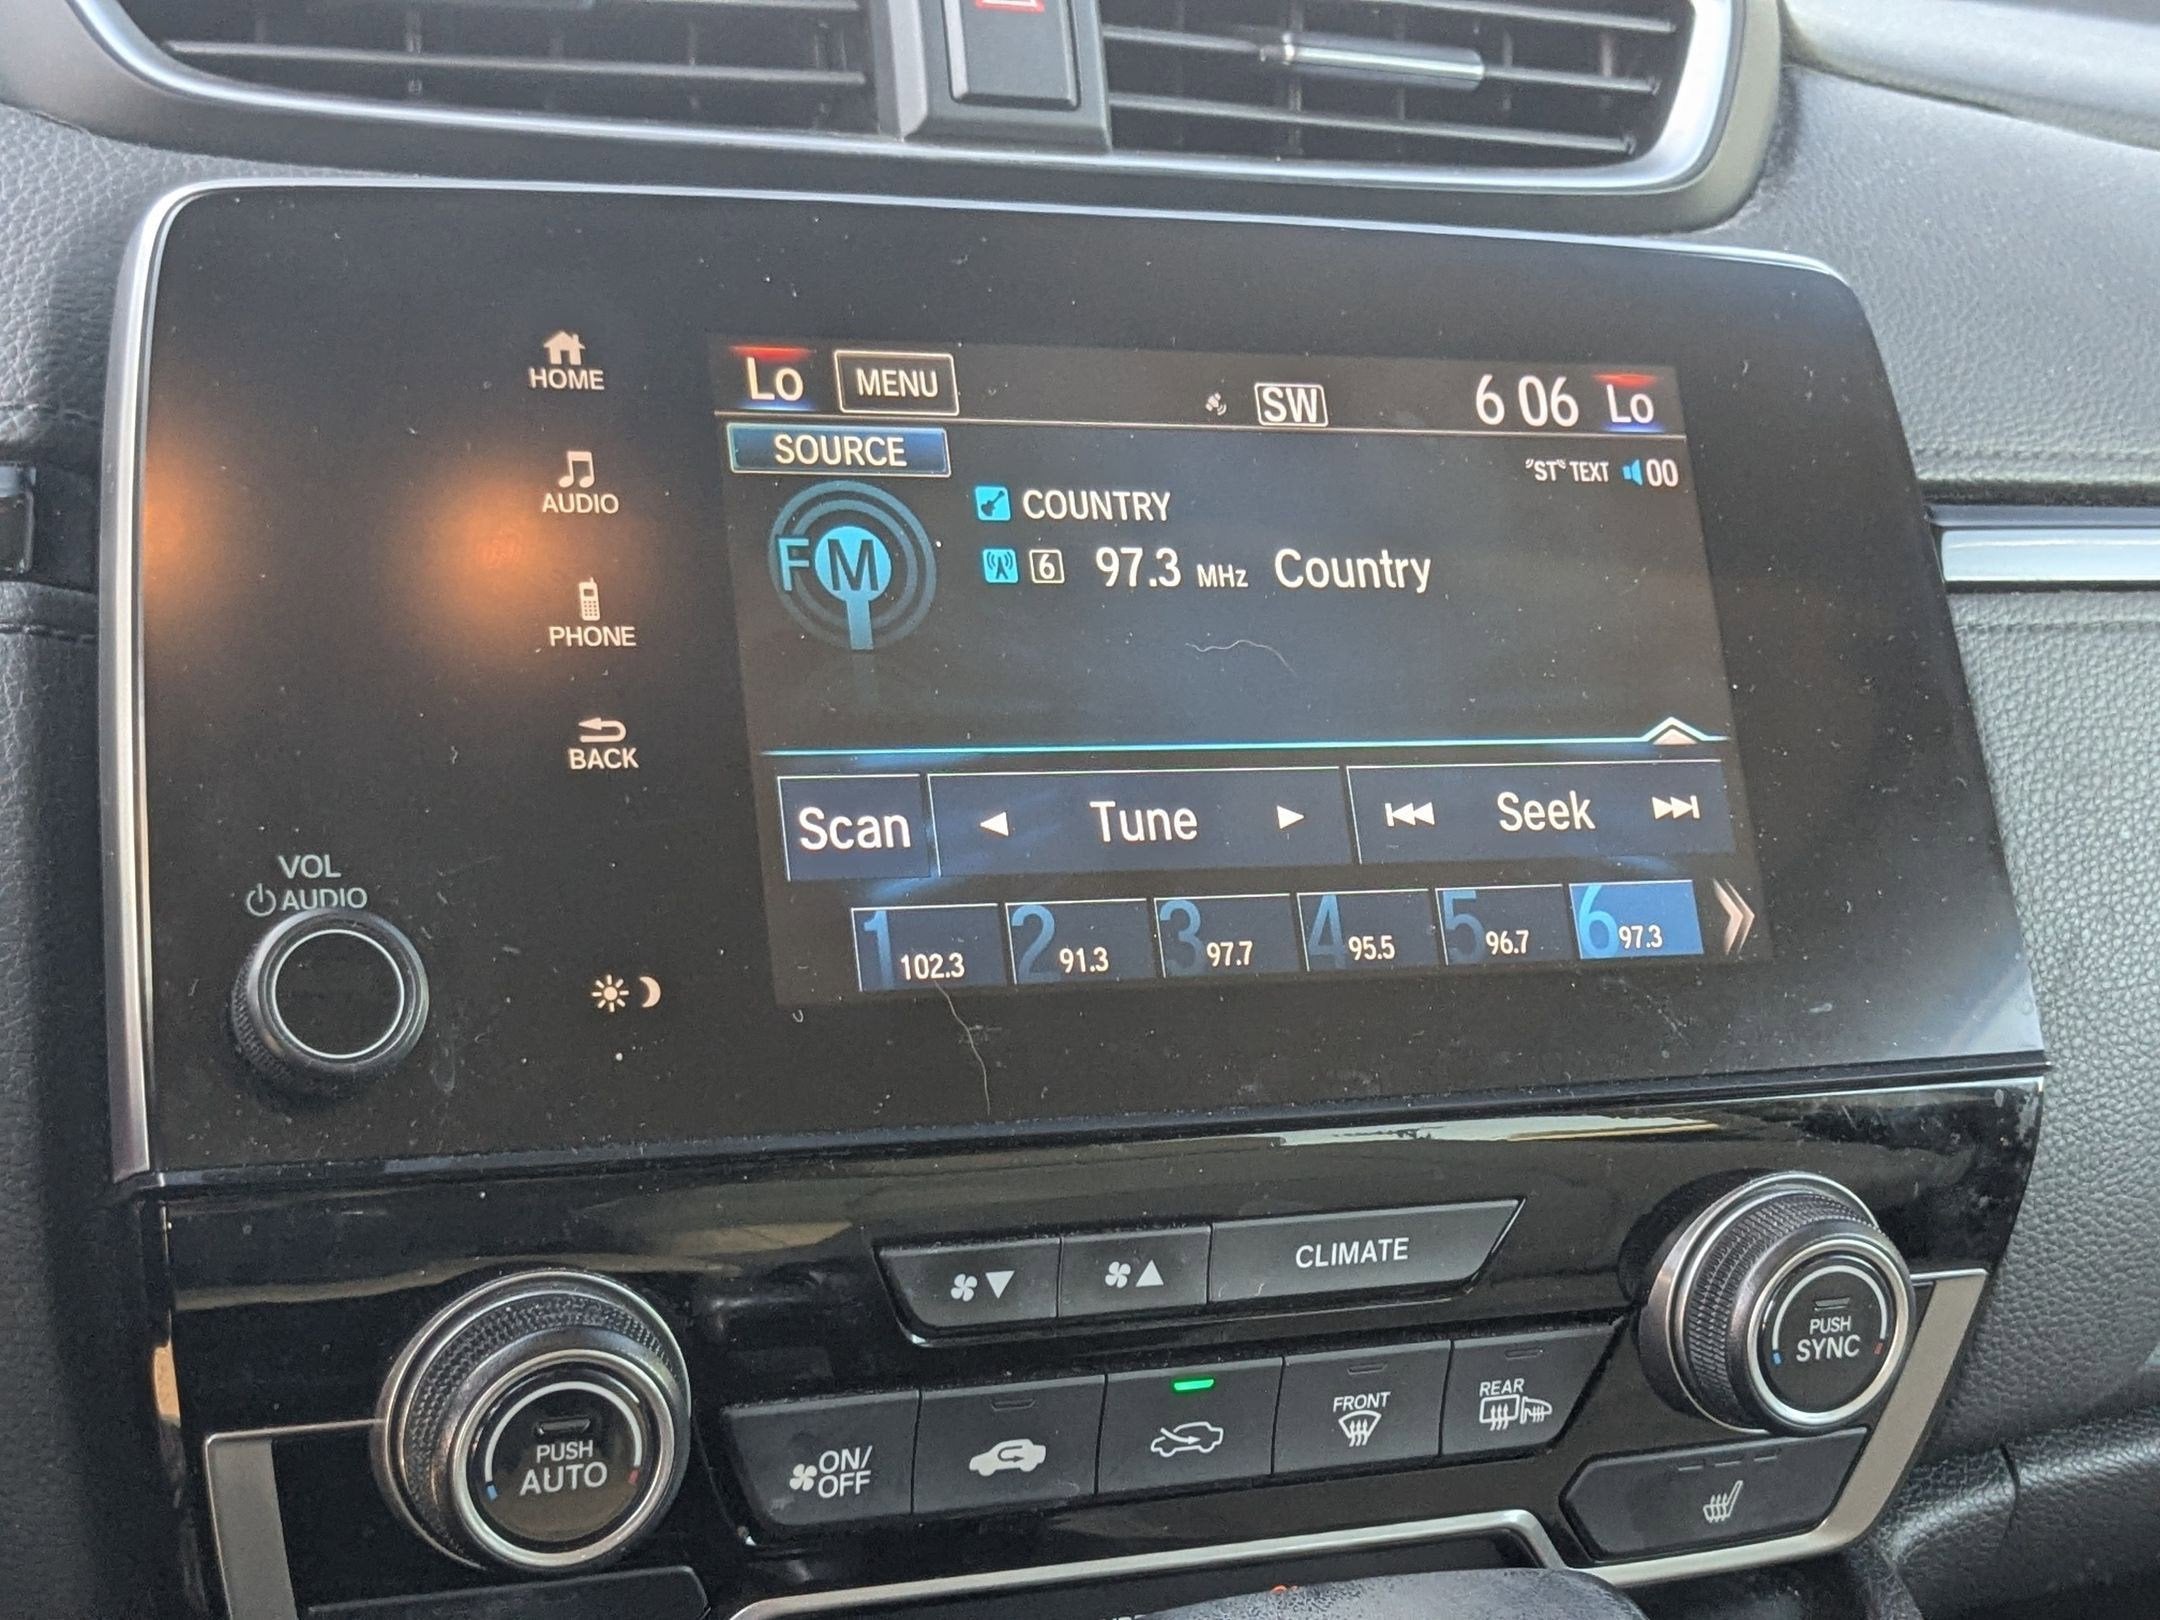 HOME
AUDIO
PHONE
BACK
VOL
AUDIO
Lo MENU SW 6 06 Lo
SOURCE
"ST" TEXT 00
FM
COUNTRY
6 97.3 MHz Country
Scan Tune Seek
1 102.3 2 91.3 3 97.7 4 95.5 5 96.7 6 97.3
CLIMATE
PUSH
AUTO
ON/
OFF
FRONT
REAR
PUSH
SYNC